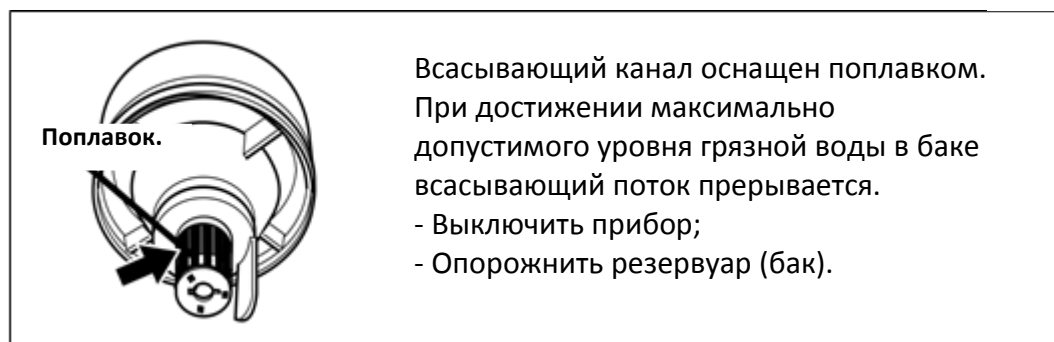 Поплавок.
Всасывающий канал оснащен поплавком.
При достижении максимально
допустимого уровня грязной воды в баке
всасывающий поток прерывается.
- Выключить прибор;
- Опорожнить резервуар (бак).